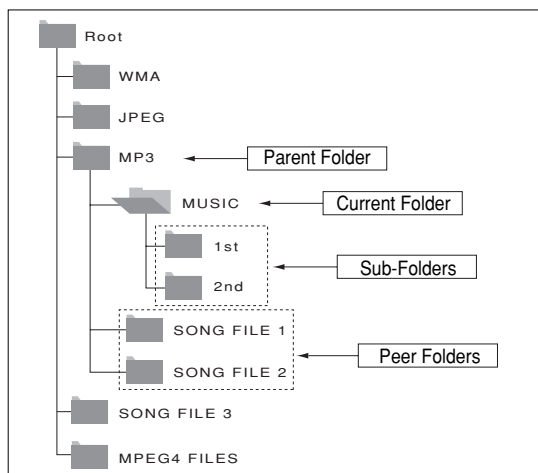 Root
WMA
JPEG
MP3
Parent Folder
MUSIC
Current Folder
1st
Sub-Folders
2nd
SONG FILE 1
Peer Folders
SONG FILE 2
SONG FILE 3
MPEG4 FILES